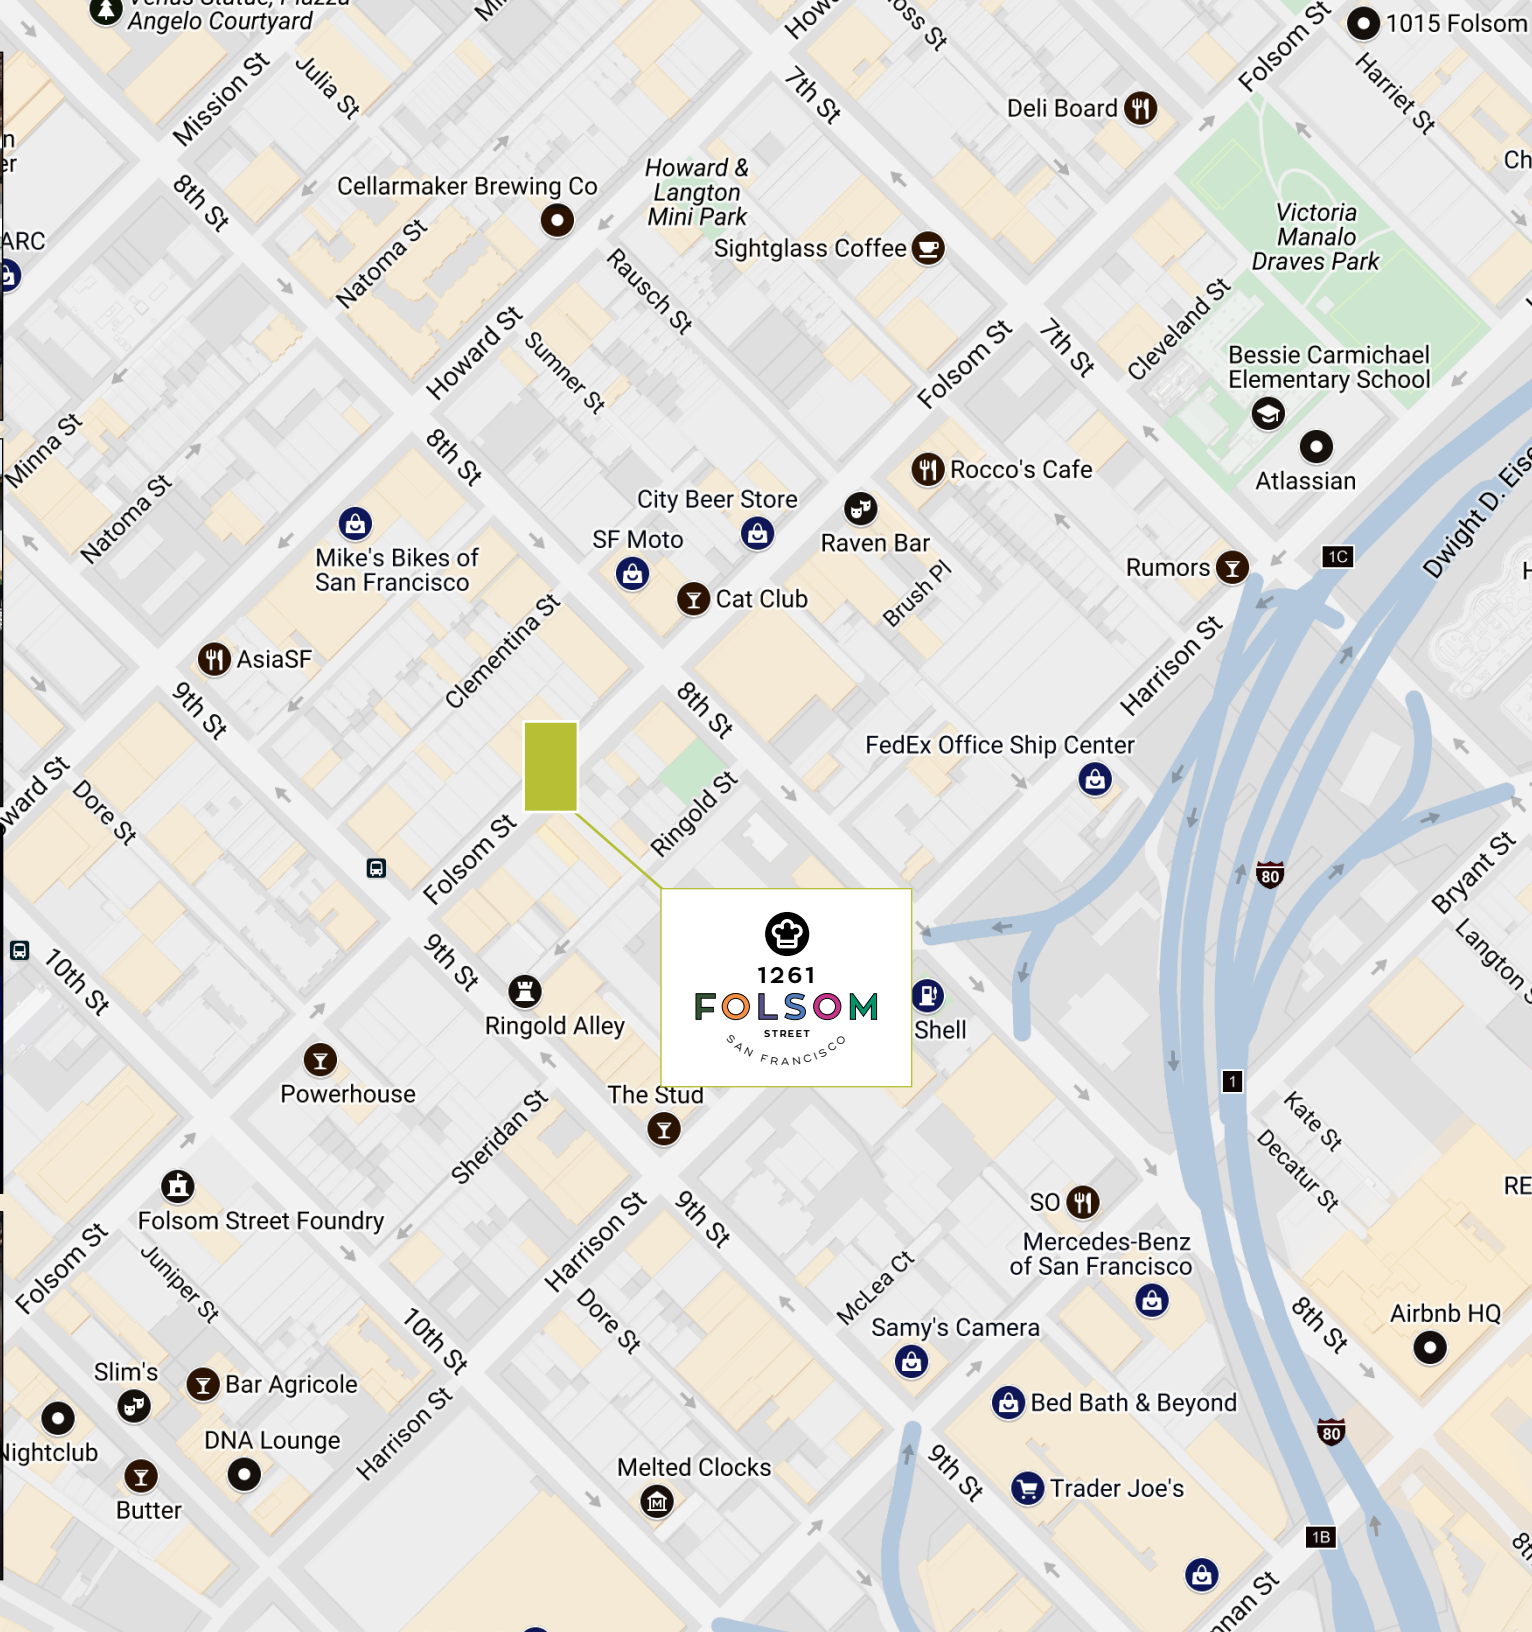 Angelo Courtyard
Mission St
Julia St
7th St
Folsom St
1015 Folsom
Harriet St
Deli Board
8th St
Cellarmaker Brewing Co
Howard &
Langton
Mini Park
Natoma St
Sightglass Coffee
Rausch St
Victoria
Manalo
Draves Park
ARC
Howard St
Sumner St
Folsom St
7th St
Cleveland St
Bessie Carmichael
Elementary School
Atlassian
Minna St
Natoma St
8th St
Rocco's Cafe
City Beer Store
SF Moto
Raven Bar
Mike's Bikes of
San Francisco
Cat Club
Brush Pl
Rumors
1C
Dwight D. Eise
Clementina St
AsiaSF
9th St
8th St
Harrison St
FedEx Office Ship Center
oward St
Dore St
Ringold St
Folsom St
80
Bryant St
Langton S
10th St
9th St
1261
FOLSOM
STREET
SAN FRANCISCO
Ringold Alley
Shell
Powerhouse
The Stud
1
Kate St
Decatur St
Sheridan St
Folsom Street Foundry
SO
RE
Mercedes-Benz
of San Francisco
Folsom St
Juniper St
Harrison St
9th St
McLea Ct
Dore St
10th St
Samy's Camera
8th St
Airbnb HQ
Slim's
Bar Agricole
Nightclub
DNA Lounge
Harrison St
Bed Bath & Beyond
80
Butter
Melted Clocks
9th St
Trader Joe's
1B
nnan St